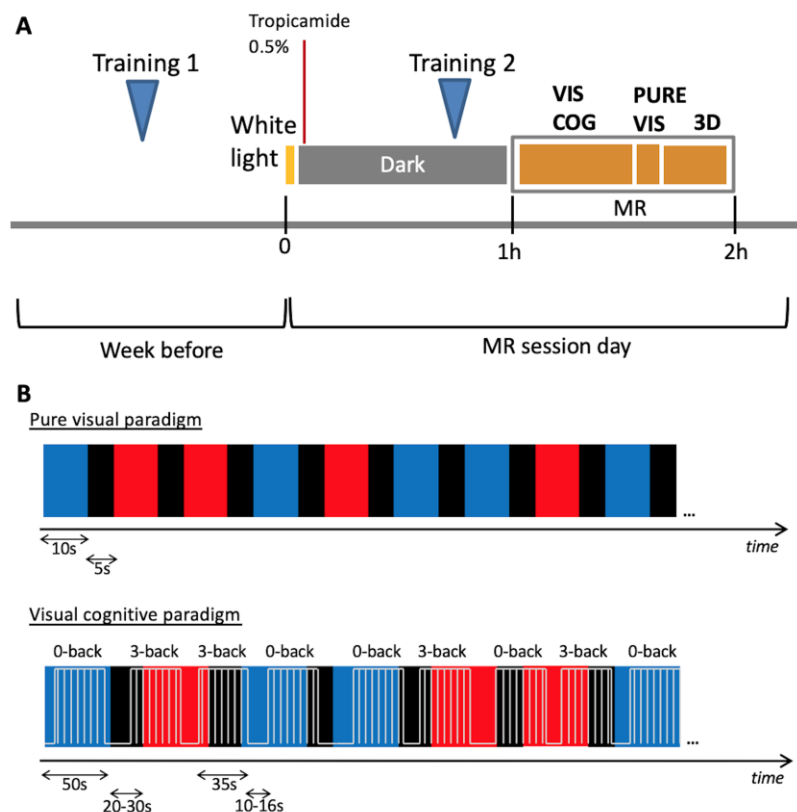 A
Tropicamide
0.5%
Training 1
Training 2
White
light
Dark
VIS
COG
PURE
VIS
3D
MR
0
1h
2h
Week before
MR session day
B
Pure visual paradigm
...
10s
5s
time
Visual cognitive paradigm
0-back 3-back 3-back 0-back 0-back 3-back 0-back 3-back 0-back
...
50s
35s
time
20-30s
10-16s